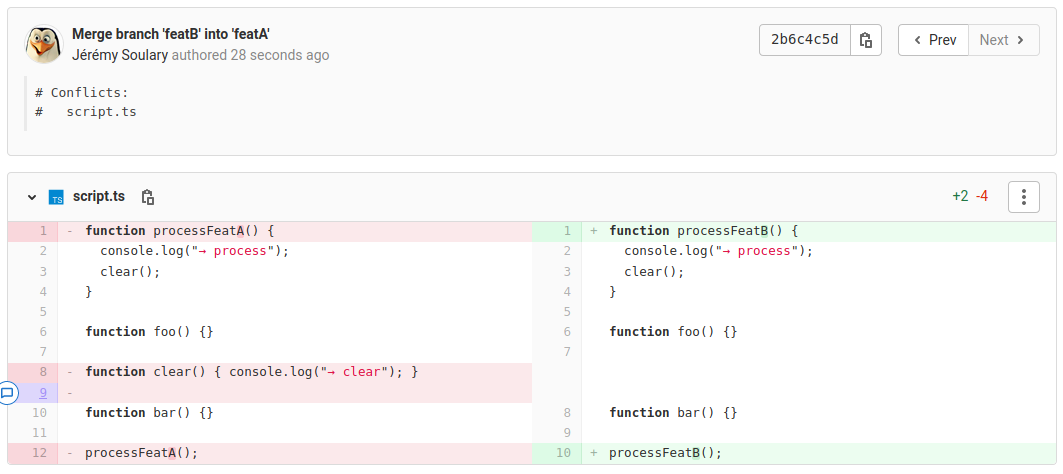 Merge branch 'featB' into 'featA'
Jérémy Soulary authored 28 seconds ago
2b6c4c5d
Prev
Next
# Conflicts:
#   script.ts
TS script.ts
+2 -4
1 - function processFeatA() {
2 console.log("→ process");
3 clear();
4 }
5
6 function foo() {}
7
8 - function clear() { console.log("→ clear"); }
9 -
10 function bar() {}
11
12 - processFeatA();
1 + function processFeatB() {
2 console.log("→ process");
3 clear();
4 }
5
6 function foo() {}
7
8 function bar() {}
9
10 + processFeatB();